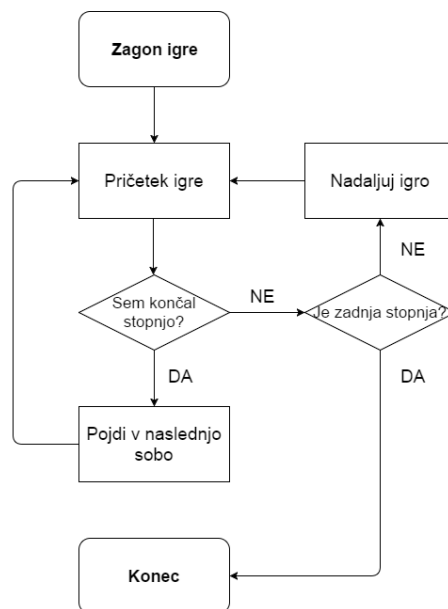 Zagon igre
Pričetek igre
Nadaljuj igro
NE
Sem končal
stopnjo?
NE
Je zadnja stopnja?
DA
DA
Pojdi v naslednjo
sobo
Konec